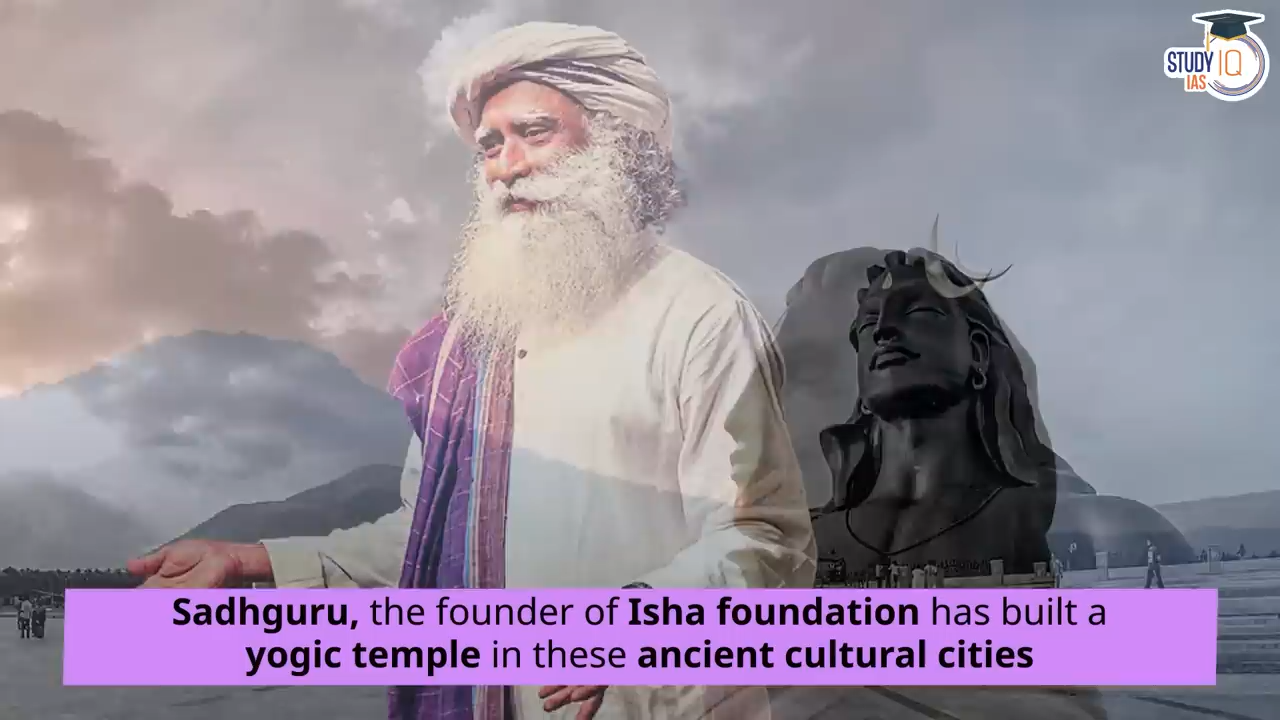 STUDY IQ
IAS
Sadhguru, the founder of Isha foundation has built a
yogic temple in these ancient cultural cities